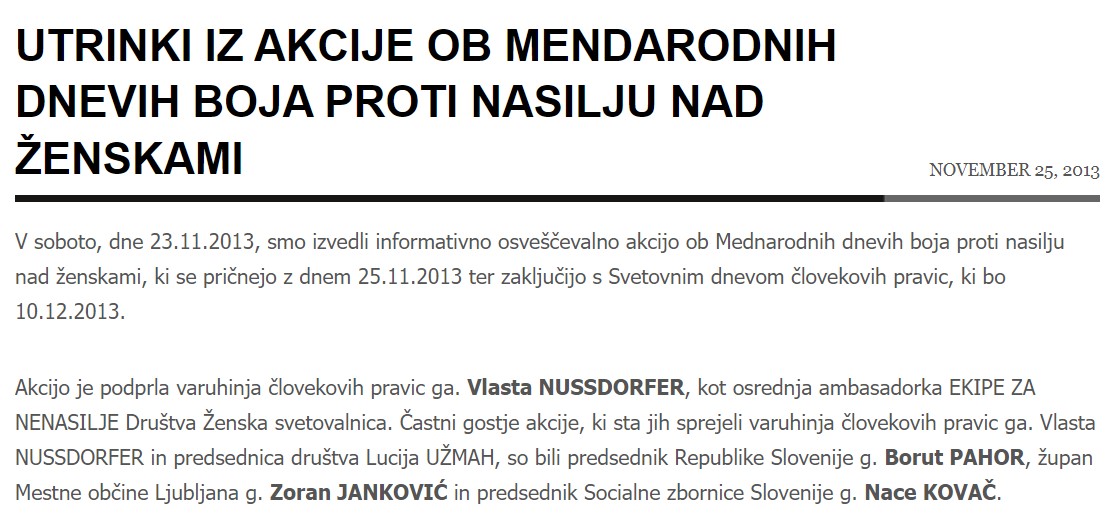 UTRINKI IZ AKCIJE OB MENDARODNIH
DNEVIH BOJA PROTI NASILJU NAD
ŽENSKAMI
NOVEMBER 25, 2013
V soboto, dne 23.11.2013, smo izvedli informativno osveščevalno akcijo ob Mednarodnih dnevih boja proti nasilju
nad ženskami, ki se pričnejo z dnem 25.11.2013 ter zaključijo s Svetovnim dnevom človekovih pravic, ki bo
10.12.2013.
Akcijo je podprla varuhinja človekovih pravic ga. Vlasta NUSSDORFER, kot osrednja ambasadorka EKIPE ZA
NENASILJE Društva Ženska svetovalnica. Častni gostje akcije, ki sta jih sprejeli varuhinja človekovih pravic ga. Vlasta
NUSSDORFER in predsednica društva Lucija UŽMAH, so bili predsednik Republike Slovenije g. Borut PAHOR, župan
Mestne občine Ljubljana g. Zoran JANKOVIĆ in predsednik Socialne zbornice Slovenije g. Nace KOVAČ.